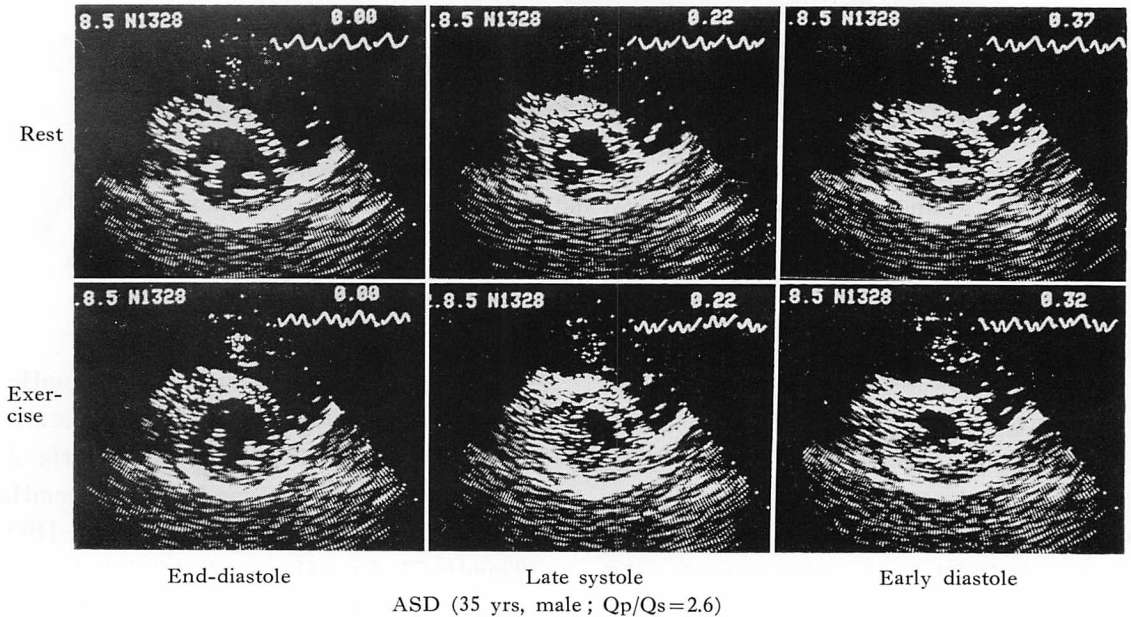 .8.5 N1328 0.00
.8.5 N1328 0.22
.8.5 N1328 0.37
Rest
.8.5 N1328 0.00
.8.5 N1328 0.22
.8.5 N1328 0.32
Exer-
cise
End-diastole Late systole Early diastole
ASD (35 yrs, male; Qp/Qs=2.6)